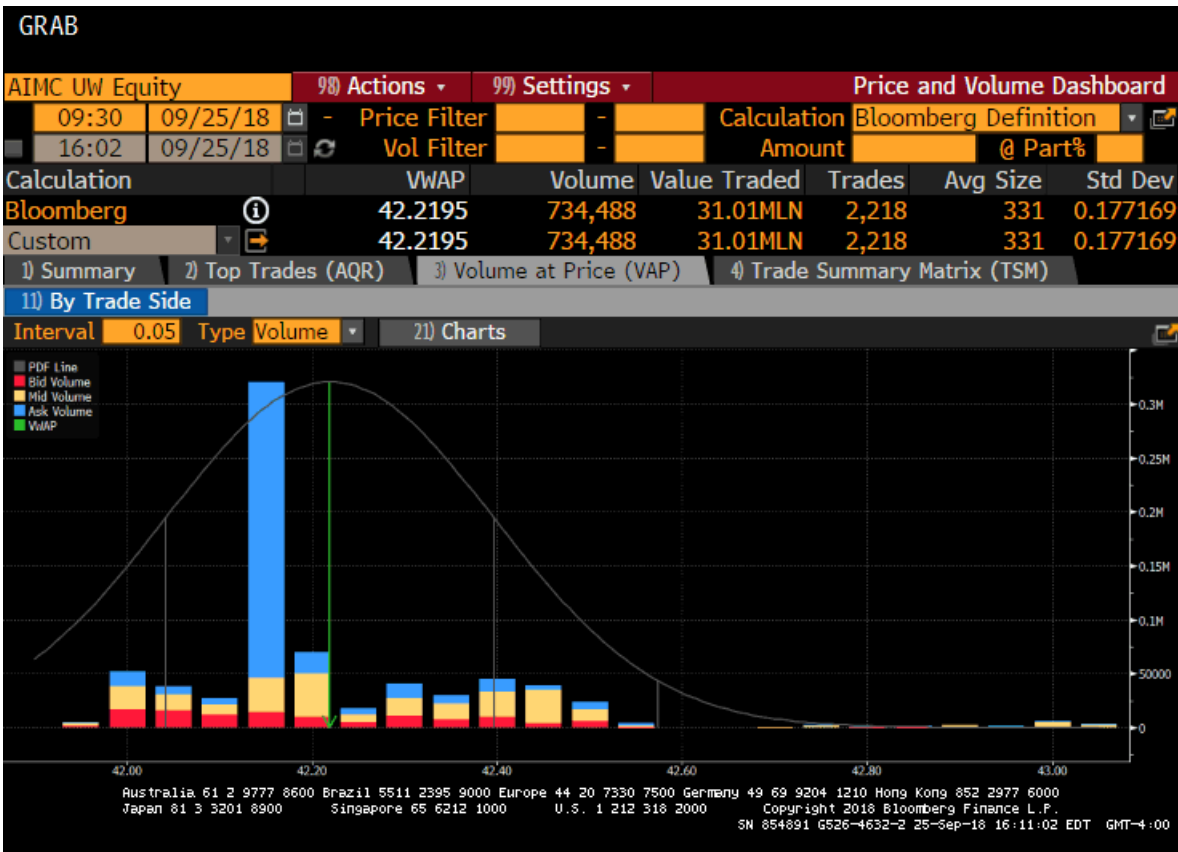 GRAB
AIMC UW Equity 98) Actions 99) Settings Price and Volume Dashboard
09:30 09/25/18 - Price Filter - Calculation Bloomberg Definition
16:02 09/25/18 Vol Filter - Amount @ Part%
Calculation VWAP Volume Value Traded Trades Avg Size Std Dev
Bloomberg 42.2195 734,488 31.01MLN 2,218 331 0.177169
Custom 42.2195 734,488 31.01MLN 2,218 331 0.177169
1) Summary 2) Top Trades (AQR) 3) Volume at Price (VAP) 4) Trade Summary Matrix (TSM)
11) By Trade Side
Interval 0.05 Type Volume 21) Charts
PDF Line
Bid Volume
Mid Volume
Ask Volume
VWAP
0.3M
0.25M
0.2M
0.15M
0.1M
50000
0
42.00 42.20 42.40 42.60 42.80 43.00
Australia 61 2 9777 8600 Brazil 5511 2395 9000 Europe 44 20 7330 7500 Germany 49 69 9204 1210 Hong Kong 852 2977 6000
Japan 81 3 3201 8900 Singapore 65 6212 1000 U.S. 1 212 318 2000 Copyright 2018 Bloomberg Finance L.P.
SN 854891 G526-4632-2 25-Sep-18 16:11:02 EDT GMT-4:00